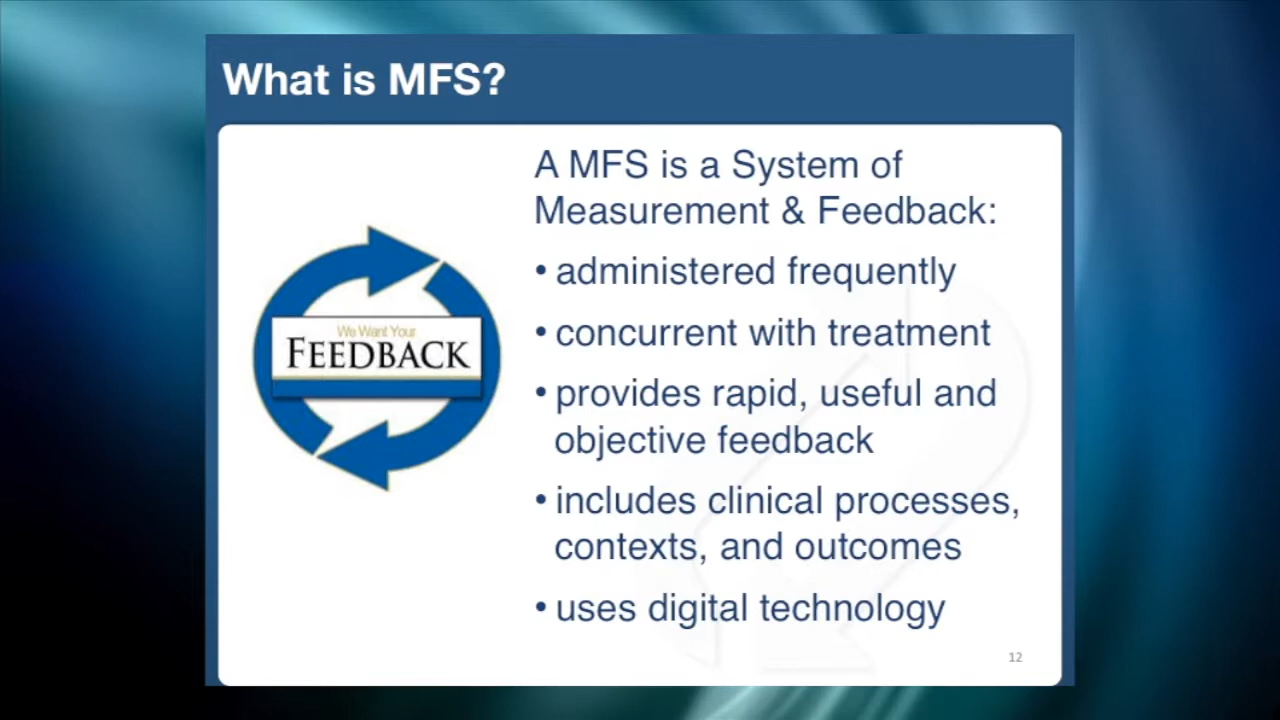 What is MFS?
A MFS is a System of
Measurement & Feedback:
• administered frequently
• concurrent with treatment
• provides rapid, useful and
objective feedback
• includes clinical processes,
contexts, and outcomes
• uses digital technology
We Want Your
FEEDBACK
12